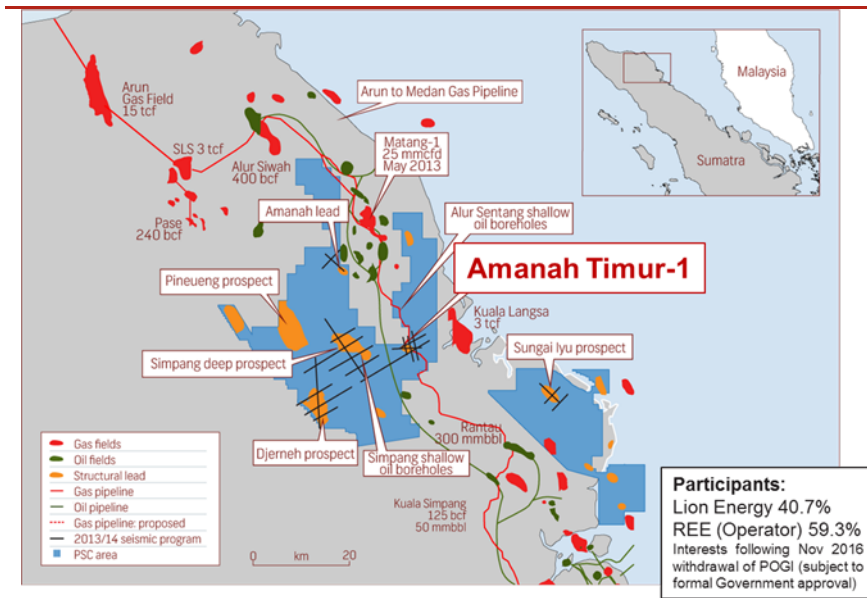 Arun
Gas Field
15 tcf
SLS 3 tcf
Pase
240 bcf
Alur Siwah
400 bcf
Arun to Medan Gas Pipeline
Matang-1
25 mmcfd
May 2013
Amanah lead
Alur Sentang shallow
oil boreholes
Amanah Timur-1
Pineueng prospect
Kuala Langsa
3 tcf
Simpang deep prospect
Sungai Iyu prospect
Djerneh prospect
Simpang shallow
oil boreholes
Rantau
300 mmbbl
Kuala Simpang
125 bcf
50 mmbbl
Malaysia
Sumatra
Gas fields
Oil fields
Structural lead
Gas pipeline
Oil pipeline
Gas pipeline: proposed
2013/14 seismic program
PSC area
0 km 20
Participants:
Lion Energy 40.7%
REE (Operator) 59.3%
Interests following Nov 2016
withdrawal of POGI (subject to
formal Government approval)